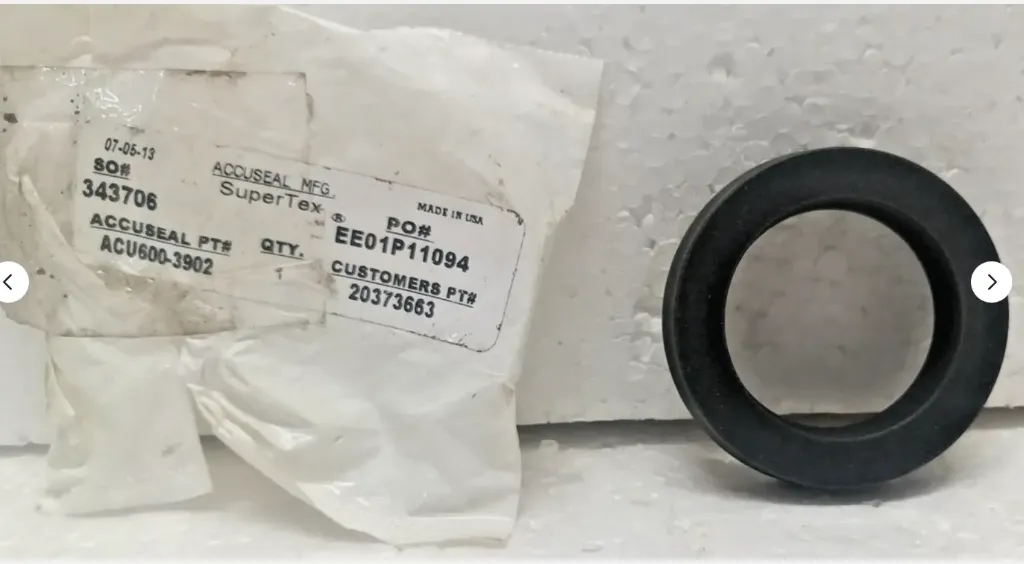 07-05-13
SO#
343706
ACCUSEAL MFG.
SuperTex ®
MADE IN USA
PO#
EE01P11094
ACCUSEAL PT#
ACU600-3902
QTY.
1
CUSTOMERS PT#
20373663